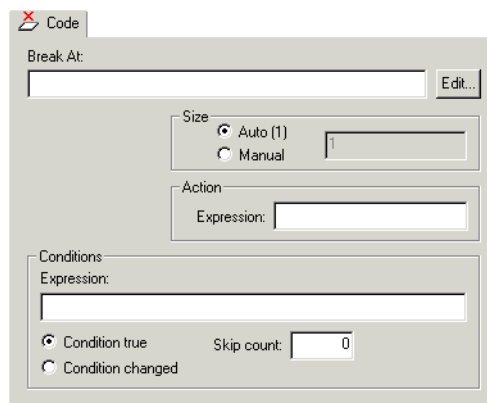 Code
Break At:
Edit...
Size
Auto (1)
1
Manual
Action
Expression:
Conditions
Expression:
Condition true
Skip count: 0
Condition changed